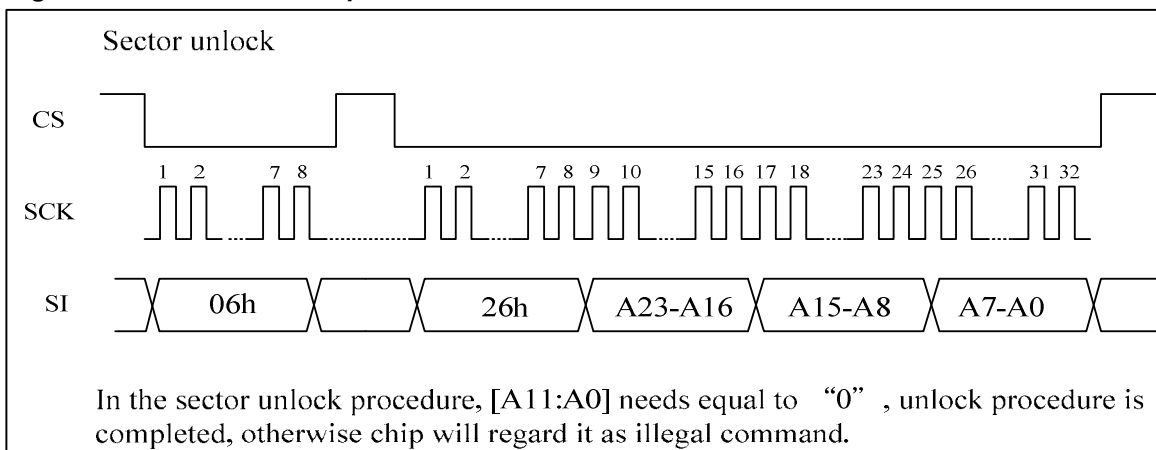 Sector unlock
CS
1 2 7 8 1 2 7 8 9 10 15 16 17 18 23 24 25 26 31 32
SCK
SI 06h 26h A23-A16 A15-A8 A7-A0
In the sector unlock procedure, [A11:A0] needs equal to “0” , unlock procedure is
completed, otherwise chip will regard it as illegal command.